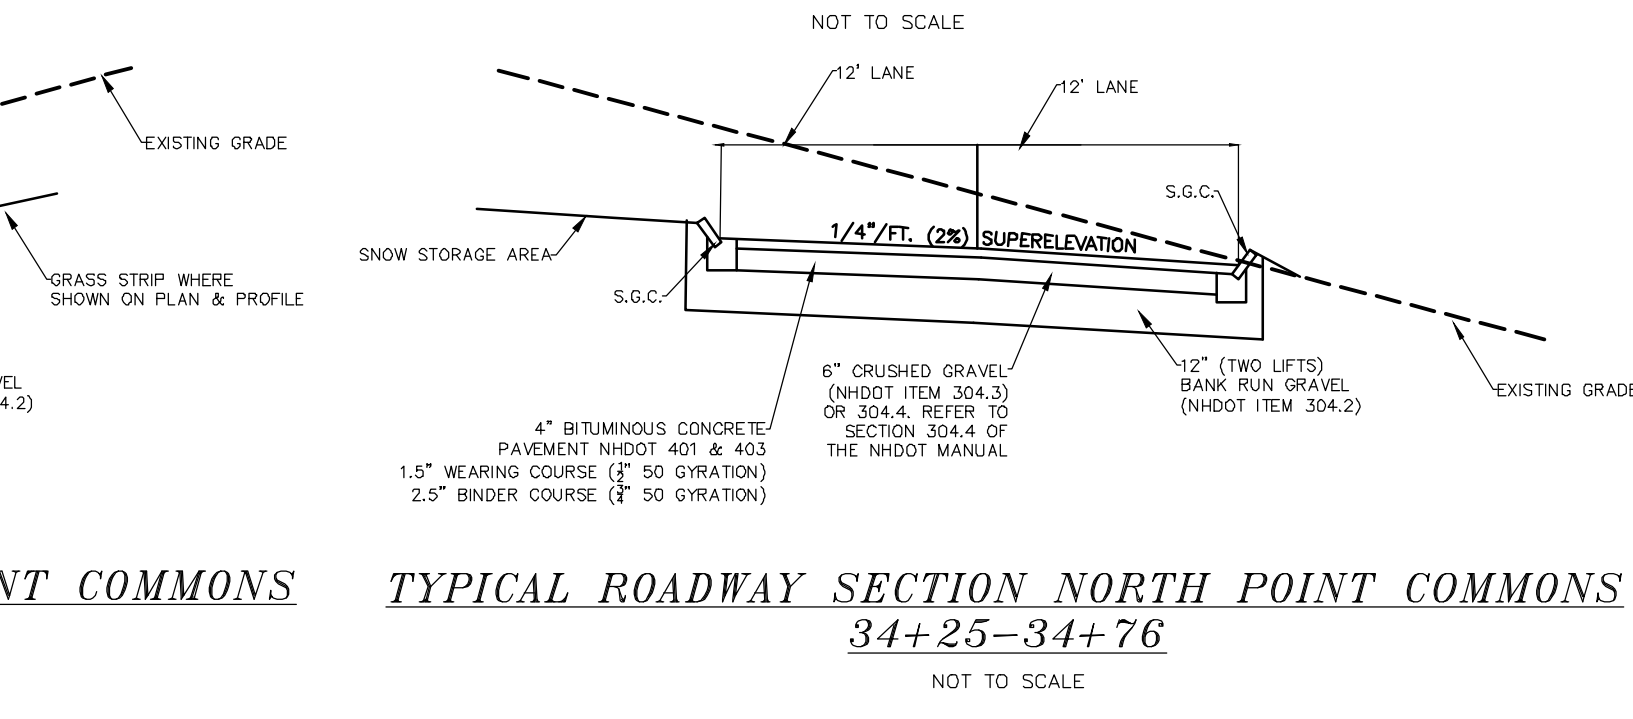 NOT TO SCALE
12' LANE
12' LANE
EXISTING GRADE
S.G.C.
1/4"/FT. (2%) SUPERELEVATION
SNOW STORAGE AREA
GRASS STRIP WHERE
SHOWN ON PLAN & PROFILE
S.G.C.
12" (TWO LIFTS)
BANK RUN GRAVEL
(NHDOT ITEM 304.2)
6" CRUSHED GRAVEL
(NHDOT ITEM 304.3)
OR 304.4. REFER TO
SECTION 304.4 OF
THE NHDOT MANUAL
EXISTING GRADE
VEL
4.2)
4" BITUMINOUS CONCRETE
PAVEMENT NHDOT 401 & 403
1.5" WEARING COURSE (1/2" 50 GYRATION)
2.5" BINDER COURSE (3/4" 50 GYRATION)
NT COMMONS
TYPICAL ROADWAY SECTION NORTH POINT COMMONS
34+25-34+76
NOT TO SCALE